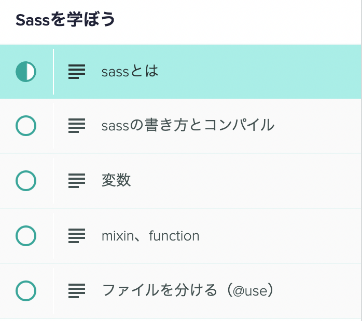 Sassを学ぼう
sassとは
sassの書き方とコンパイル
変数
mixin、function
ファイルを分ける（@use）